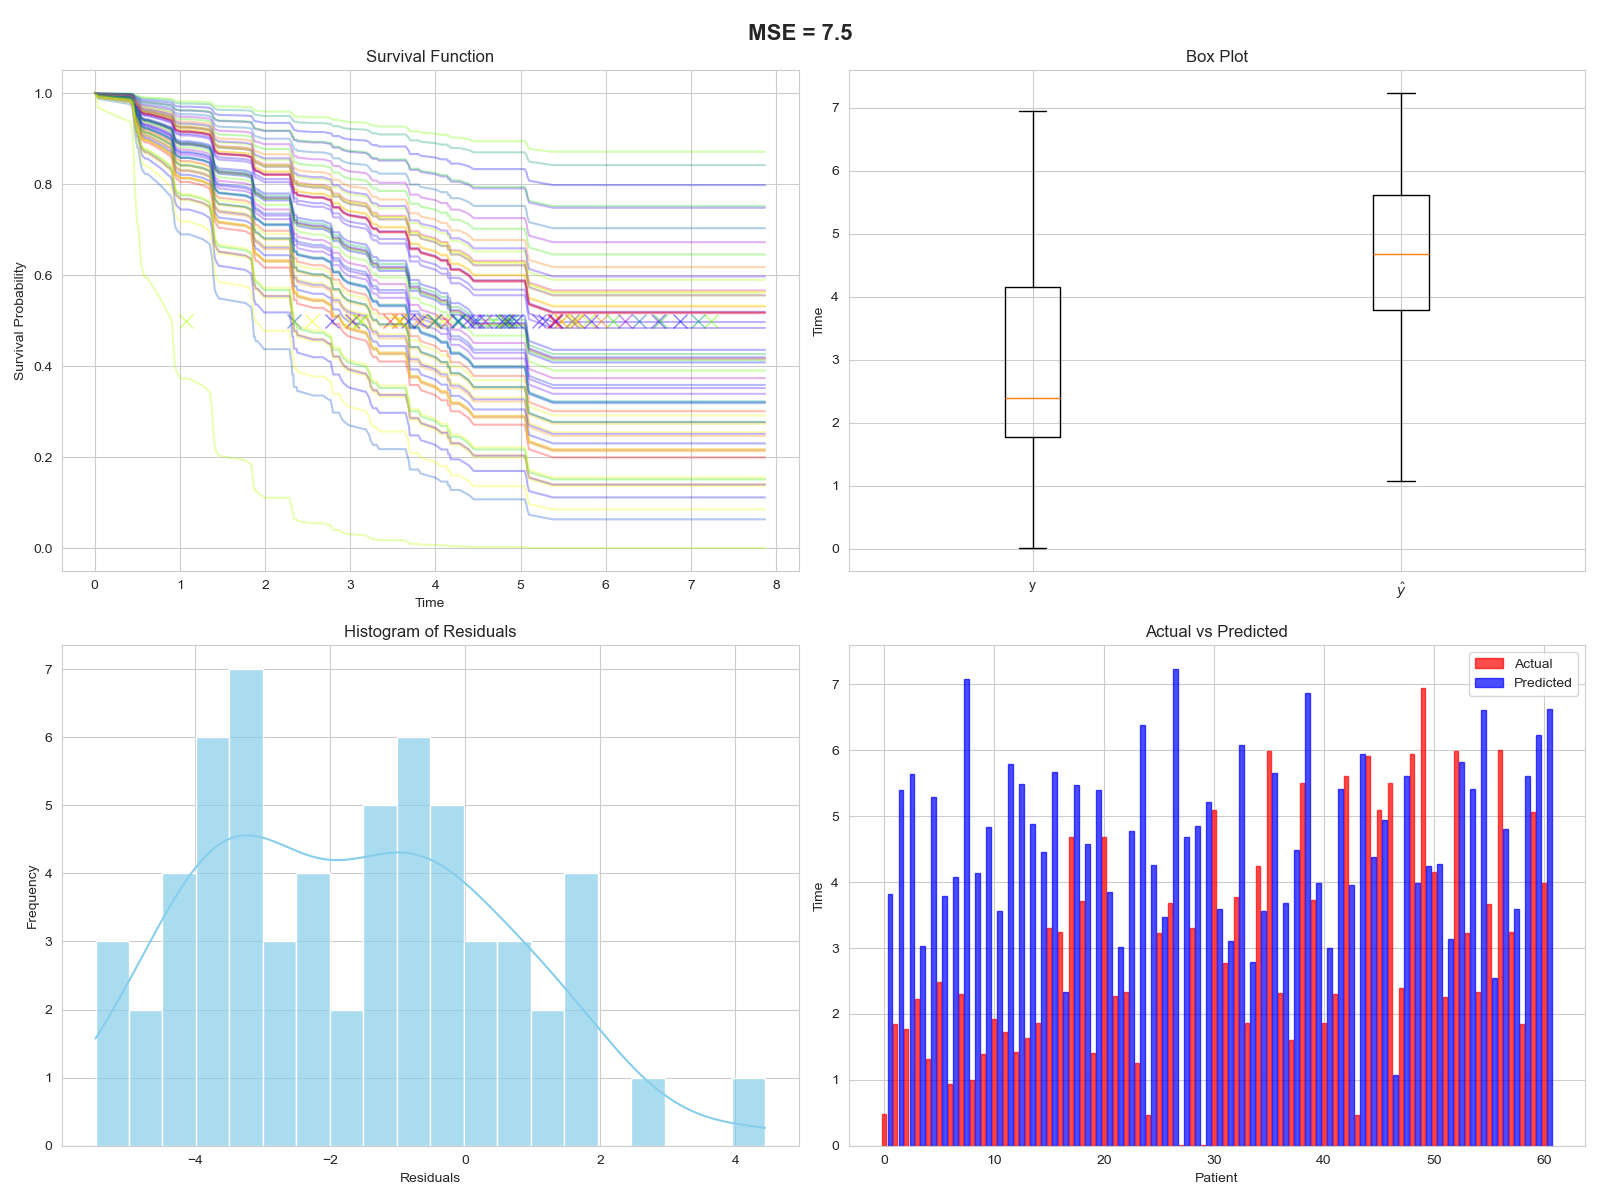 MSE = 7.5
Survival Function
Survival Probability
1.0
0.8
0.6
0.4
0.2
0.0
0 1 2 3 4 5 6 7 8
Time
Box Plot
Time
7
6
5
4
3
2
1
0
y ŷ
Histogram of Residuals
Frequency
7
6
5
4
3
2
1
0
−4 −2 0 2 4
Residuals
Actual vs Predicted
Actual
Predicted
Time
7
6
5
4
3
2
1
0
0 10 20 30 40 50 60
Patient